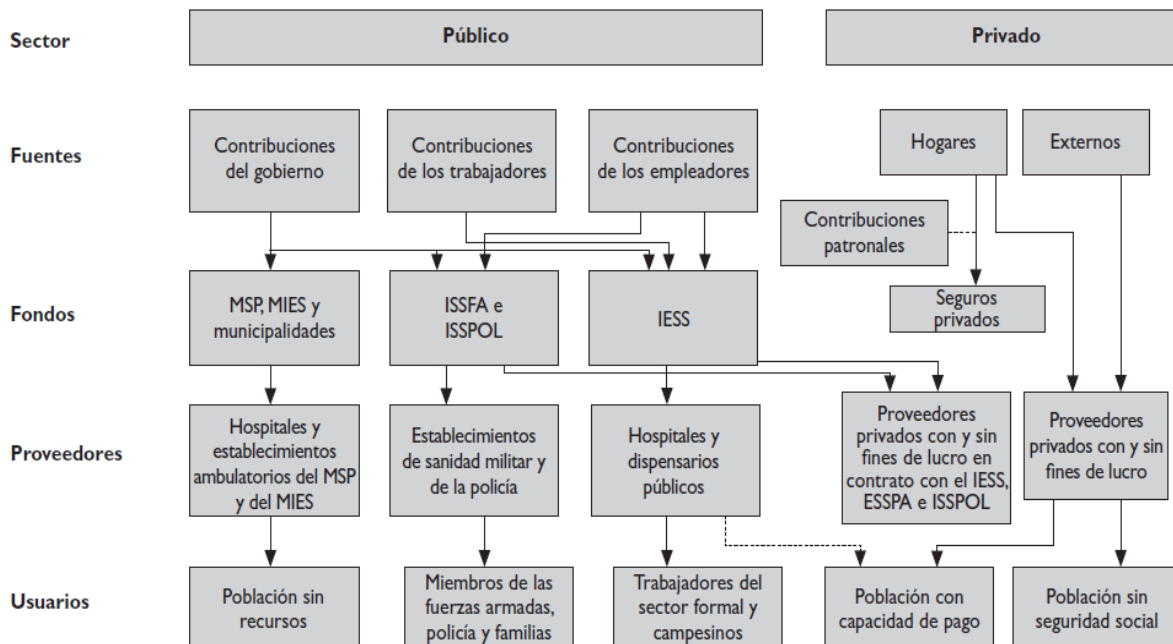 Sector
Público
Privado
Fuentes
Contribuciones
del gobierno
Contribuciones
de los trabajadores
Contribuciones
de los empleadores
Hogares
Externos
Contribuciones
patronales
Fondos
MSP, MIES y
municipalidades
ISSFA e
ISSPOL
IESS
Seguros
privados
Proveedores
Hospitales y
establecimientos
ambulatorios del MSP
y del MIES
Establecimientos
de sanidad militar y
de la policía
Hospitales y
dispensarios
públicos
Proveedores
privados con y sin
fines de lucro en
contrato con el IESS,
ESSPA e ISSPOL
Proveedores
privados con y sin
fines de lucro
Usuarios
Población sin
recursos
Miembros de las
fuerzas armadas,
policía y familias
Trabajadores del
sector formal y
campesinos
Población con
capacidad de pago
Población sin
seguridad social